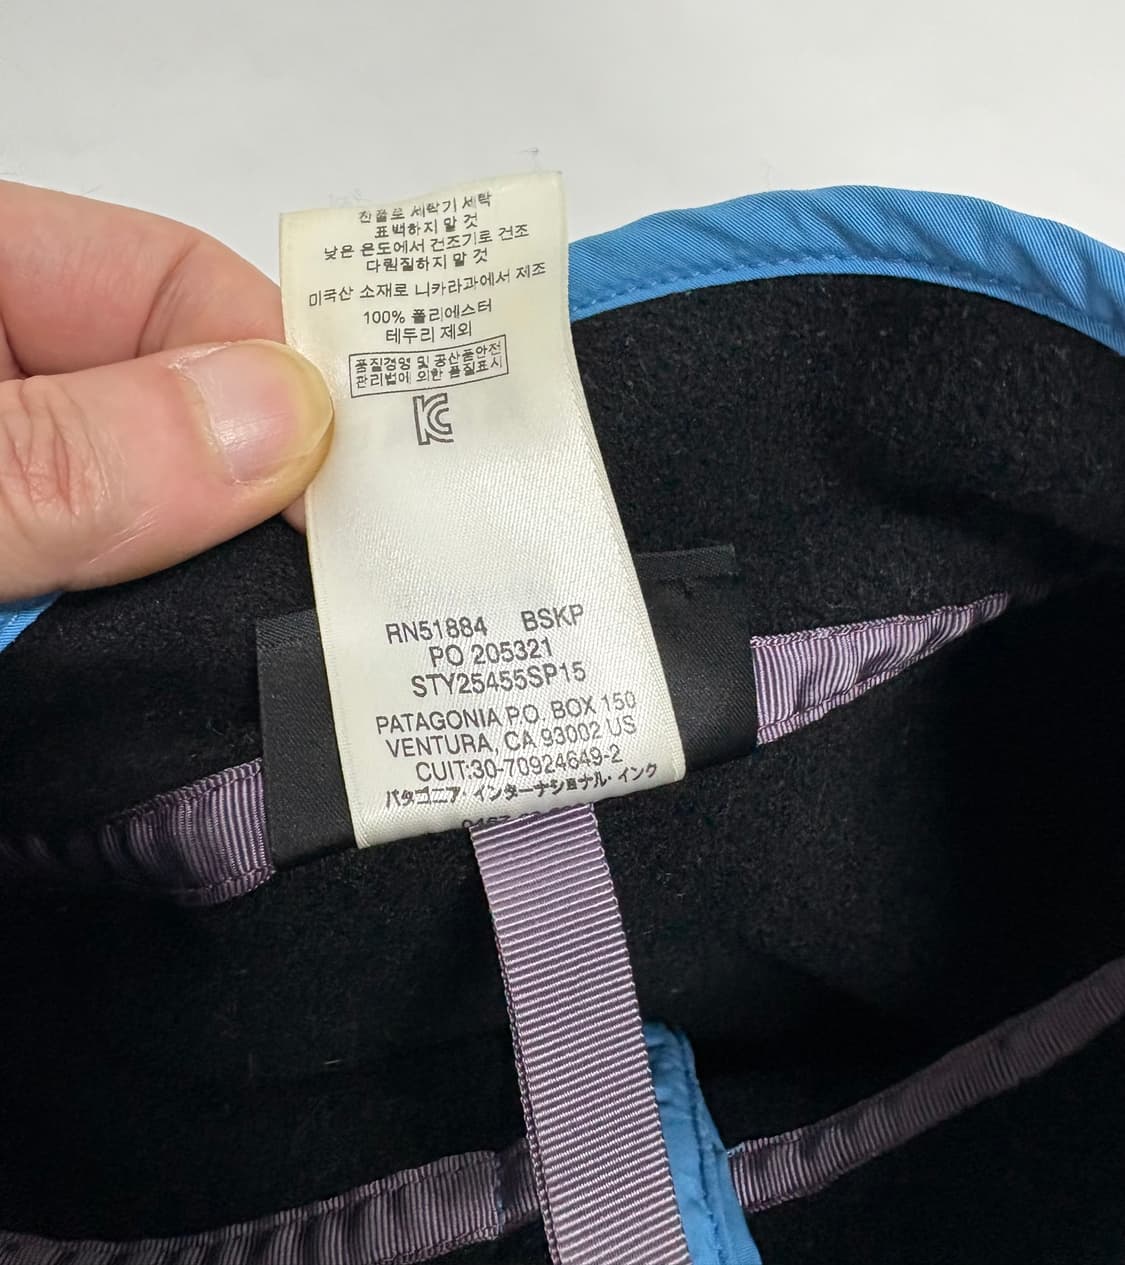 찬물로 세탁기 세탁
표백하지 말 것
낮은 온도에서 건조기로 건조
다림질하지 말 것
미국산 소재로 니카라과에서 제조
100% 폴리에스터
테두리 제외
품질경영 및 공산품안전
관리법에 의한 품질표시
KC
RN51884 BSKP
PO 205321
STY25455SP15
PATAGONIA P.O. BOX 150
VENTURA, CA 93002 US
CUIT:30-70924649-2
パタゴニア・インターナショナル・インク